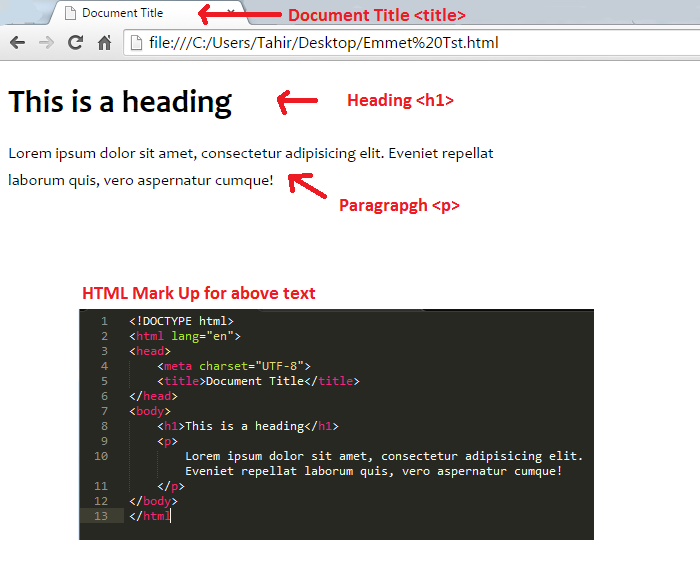 Document Title
Document Title <title>
file:///C:/Users/Tahir/Desktop/Emmet%20Tst.html
This is a heading
Heading <h1>
Lorem ipsum dolor sit amet, consectetur adipisicing elit. Eveniet repellat
laborum quis, vero aspernatur cumque!
Paragrapgh <p>
HTML Mark Up for above text
1 <!DOCTYPE html>
2 <html lang="en">
3 <head>
4 <meta charset="UTF-8">
5 <title>Document Title</title>
6 </head>
7 <body>
8 <h1>This is a heading</h1>
9 <p>
10 Lorem ipsum dolor sit amet, consectetur adipisicing elit.
Eveniet repellat laborum quis, vero aspernatur cumque!
11 </p>
12 </body>
13 </html